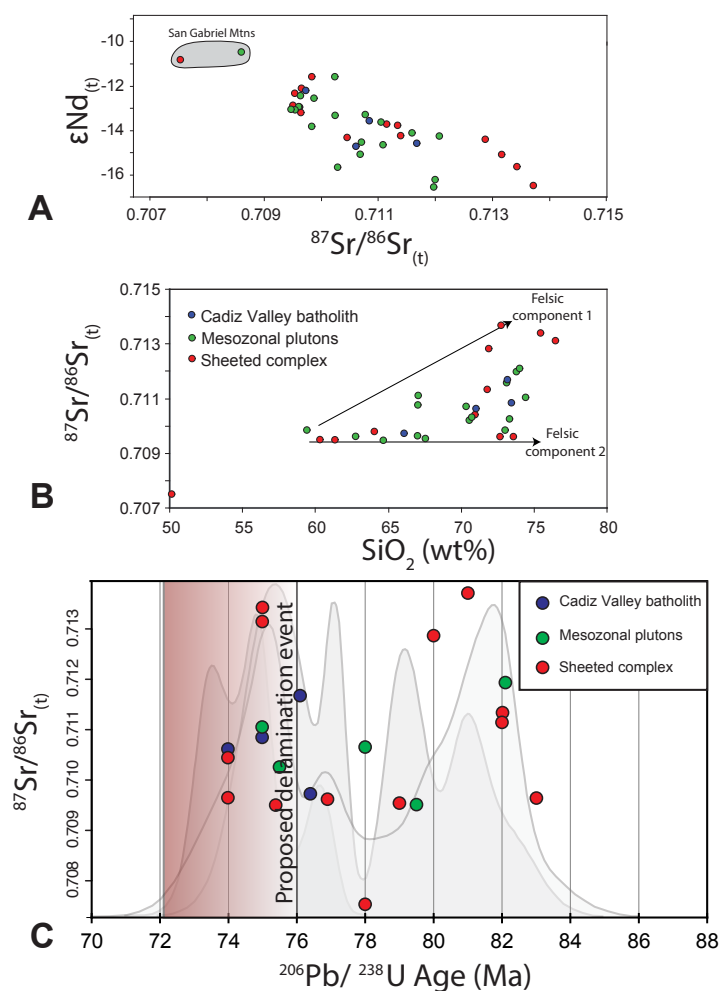 San Gabriel Mtns
-10
-12
-14
-16
εNd(t)
0.707
0.709
0.711
0.713
0.715
A
87Sr/86Sr(t)
0.715
0.713
0.711
0.709
0.707
87Sr/86Sr(t)
Cadiz Valley batholith
Mesozonal plutons
Sheeted complex
Felsic
component 1
Felsic
component 2
50
55
60
65
70
75
80
B
SiO2 (wt%)
0.713
0.712
0.711
0.710
0.709
0.708
87Sr/86Sr(t)
Proposed delamination event
Cadiz Valley batholith
Mesozonal plutons
Sheeted complex
C
70
72
74
76
78
80
82
84
86
88
206Pb/ 238U Age (Ma)